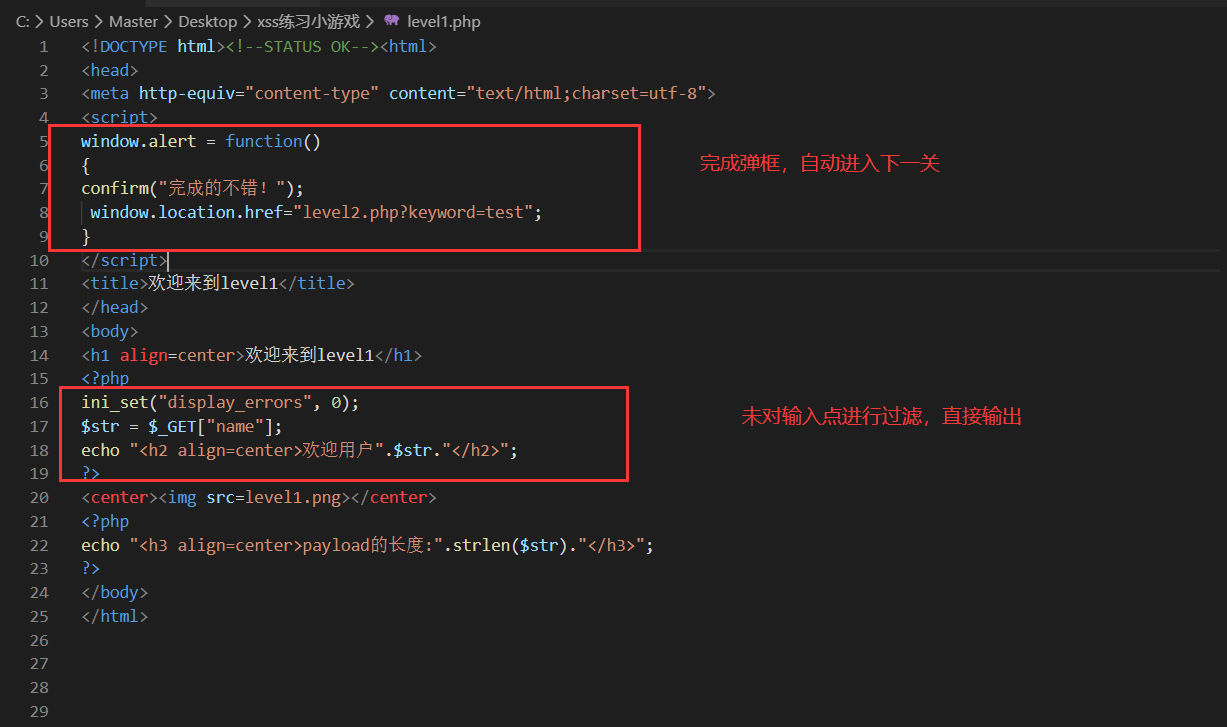 C: > Users > Master > Desktop > xss练习小游戏 > level1.php
1 <!DOCTYPE html><!--STATUS OK--><html>
2 <head>
3 <meta http-equiv="content-type" content="text/html;charset=utf-8">
4 <script>
5 window.alert = function()
6 {
完成弹框，自动进入下一关
7 confirm("完成的不错！");
8  window.location.href="level2.php?keyword=test";
9 }
10 </script>
11 <title>欢迎来到level1</title>
12 </head>
13 <body>
14 <h1 align=center>欢迎来到level1</h1>
15 <?php
16 ini_set("display_errors", 0);
未对输入点进行过滤，直接输出
17 $str = $_GET["name"];
18 echo "<h2 align=center>欢迎用户".$str."</h2>";
19 ?>
20 <center><img src=level1.png></center>
21 <?php
22 echo "<h3 align=center>payload的长度:".strlen($str)."</h3>";
23 ?>
24 </body>
25 </html>
26
27
28
29